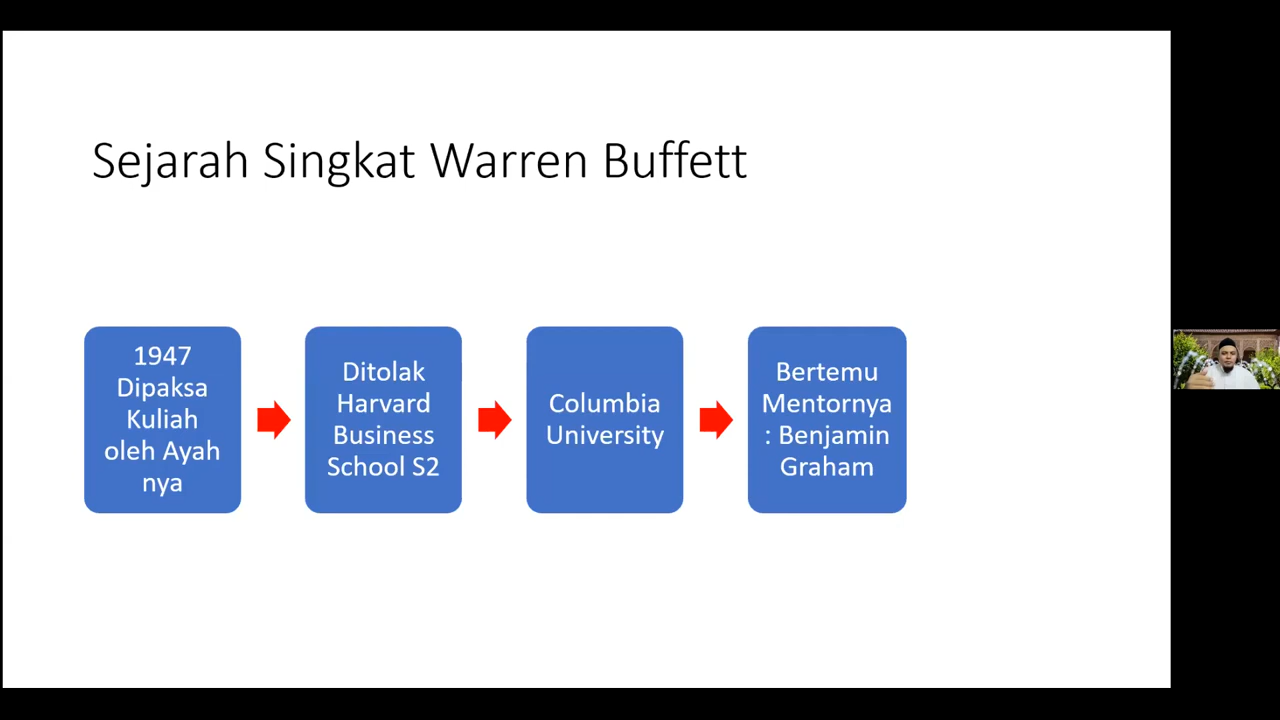 Sejarah Singkat Warren Buffett
1947
Dipaksa
Kuliah
oleh Ayah
nya
Ditolak
Harvard
Business
School S2
Columbia
University
Bertemu
Mentornya
: Benjamin
Graham